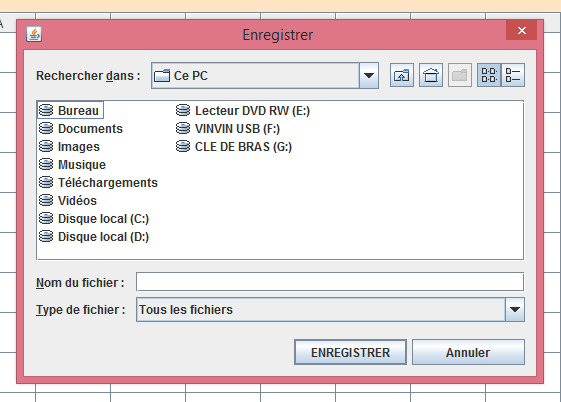 A
Enregistrer
Rechercher dans :
Ce PC
Bureau
Documents
Images
Musique
Téléchargements
Vidéos
Disque local (C:)
Disque local (D:)
Lecteur DVD RW (E:)
VINVIN USB (F:)
CLE DE BRAS (G:)
Nom du fichier :
Type de fichier :
Tous les fichiers
ENREGISTRER
Annuler